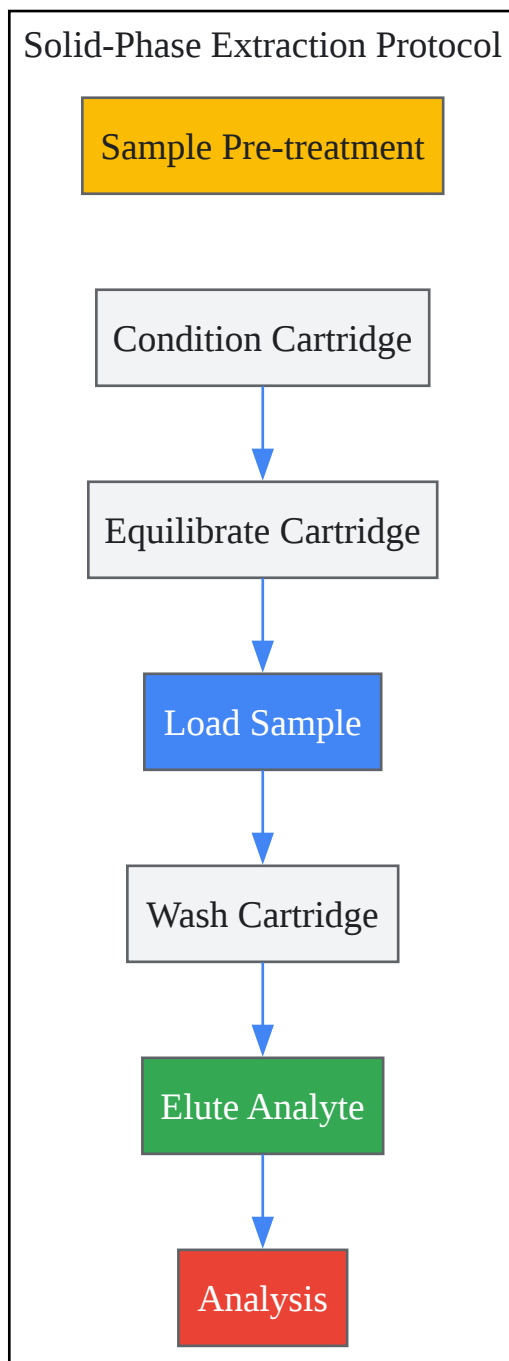 Solid-Phase Extraction Protocol
Sample Pre-treatment
Condition Cartridge
Equilibrate Cartridge
Load Sample
Wash Cartridge
Elute Analyte
Analysis